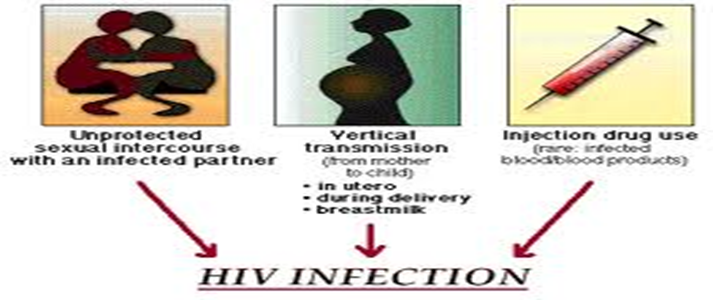 Unprotected
sexual intercourse
with an infected partner
Vertical
transmission
(from mother
to child)
• in utero
• during delivery
• breastmilk
Injection drug use
(rare: infected
blood/blood products)
HIV INFECTION